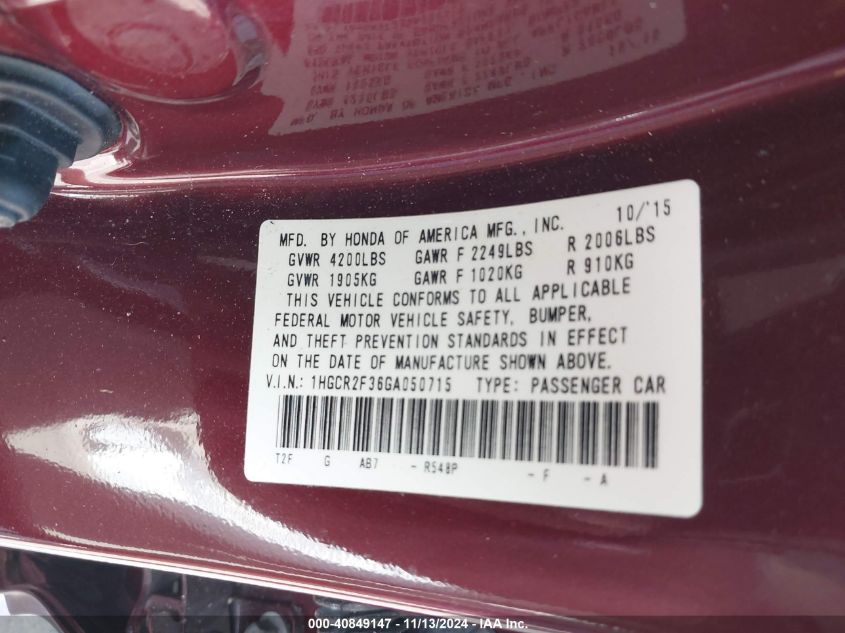 10/'15
MFD. BY HONDA OF AMERICA MFG., INC.
GVWR 4200LBS GAWR F 2249LBS R 2006LBS
GVWR 1905KG GAWR F 1020KG R 910KG
THIS VEHICLE CONFORMS TO ALL APPLICABLE
FEDERAL MOTOR VEHICLE SAFETY, BUMPER,
AND THEFT PREVENTION STANDARDS IN EFFECT
ON THE DATE OF MANUFACTURE SHOWN ABOVE.
V.I.N.: 1HGCR2F36GA050715 TYPE: PASSENGER CAR
T2F G AB7 - R548P - F - A
000-40849147 - 11/13/2024 - IAAI.com